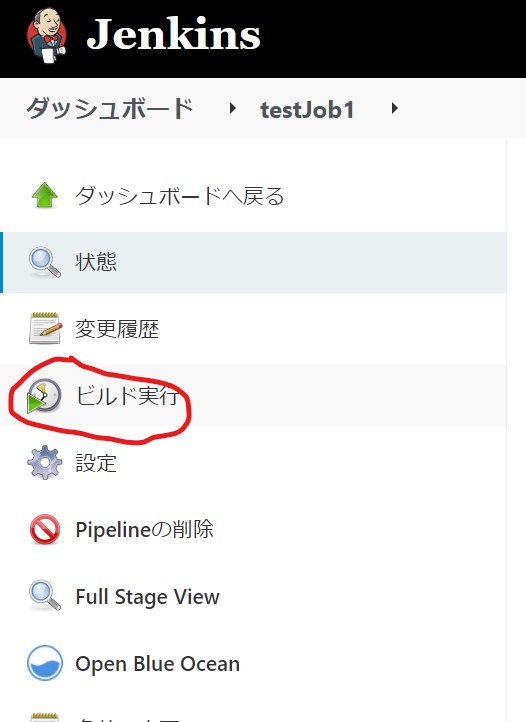 Jenkins
ダッシュボード testJob1
ダッシュボードへ戻る
状態
変更履歴
ビルド実行
設定
Pipelineの削除
Full Stage View
Open Blue Ocean